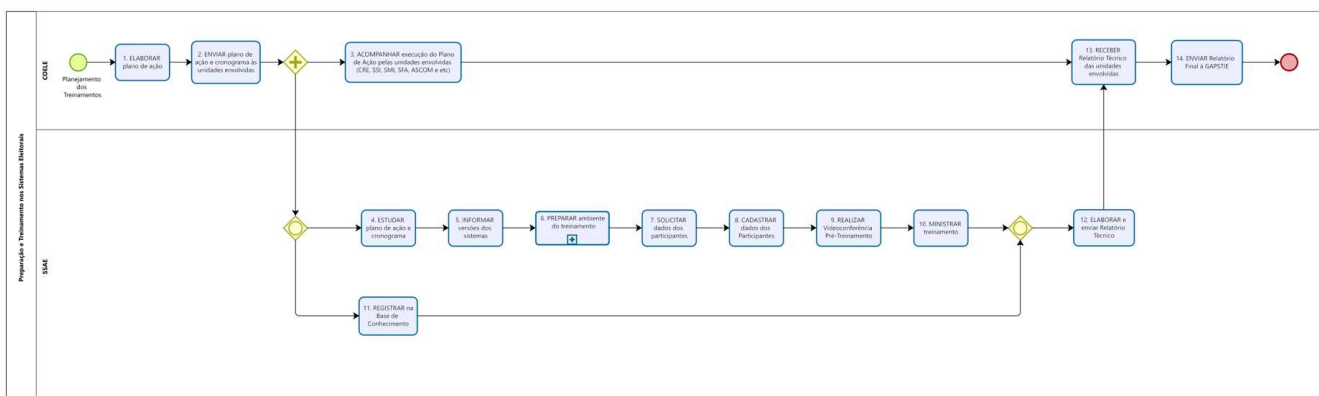 Preparação e Treinamento nos Sistemas Eleitorais
COELE
Planejamento
dos
Treinamentos
1. ELABORAR
plano de ação
2. ENVIAR plano de
ação e cronograma às
unidades envolvidas
3. ACOMPANHAR execução do Plano
de Ação pelas unidades envolvidas
(CRE, SSI, SMI, SFA, ASCOM e etc)
13. RECEBER
Relatório Técnico
das unidades
envolvidas
14. ENVIAR Relatório
Final à GAPSTIE
SSAE
4. ESTUDAR
plano de ação e
cronograma
5. INFORMAR
versões dos
sistemas
6. PREPARAR ambiente
do treinamento
7. SOLICITAR
dados dos
participantes
8. CADASTRAR
dados dos
Participantes
9. REALIZAR
Videoconferência
Pré-Treinamento
10. MINISTRAR
treinamento
12. ELABORAR e
enviar Relatório
Técnico
11. REGISTRAR na
Base de
Conhecimento